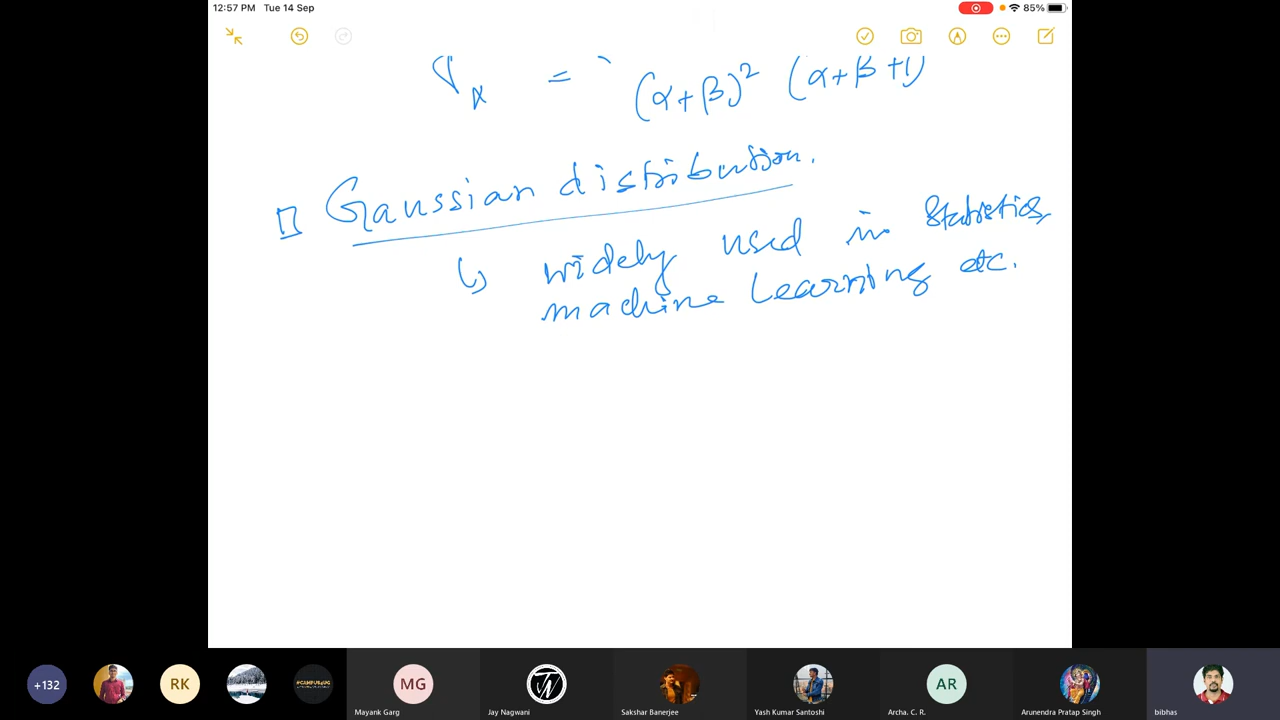 12:57 PM Tue 14 Sep
85%
= (α+β)² (α+β+1)
Gaussian distribution.
↳ widely used in statistics,
machine learning etc.
+132
RK
MG
AR
Mayank Garg
Jay Nagwani
Sakshar Banerjee
Yash Kumar Santoshi
Archa. C. R.
Arunendra Pratap Singh
bibhas